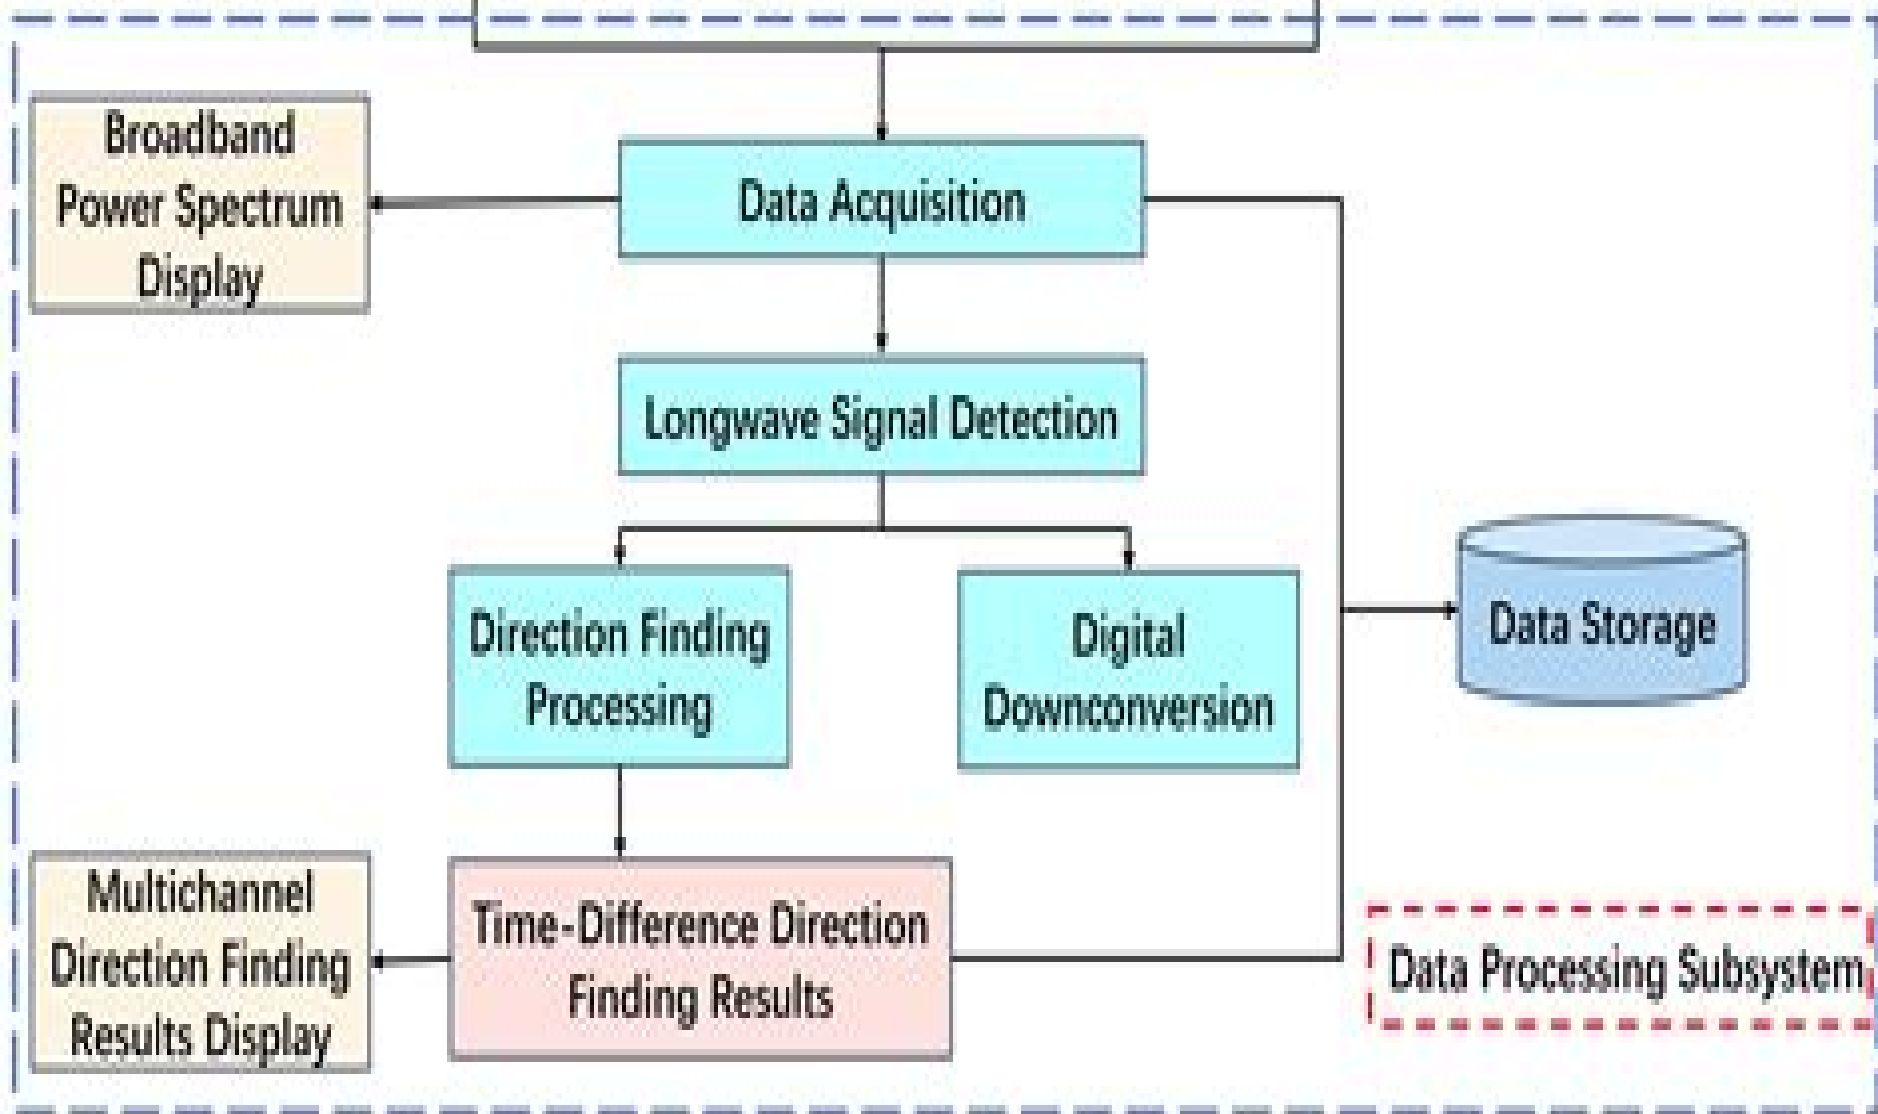 Broadband
Power Spectrum
Display
Data Acquisition
Longwave Signal Detection
Direction Finding
Processing
Digital
Downconversion
Data Storage
Multichannel
Direction Finding
Results Display
Time-Difference Direction
Finding Results
Data Processing Subsystem